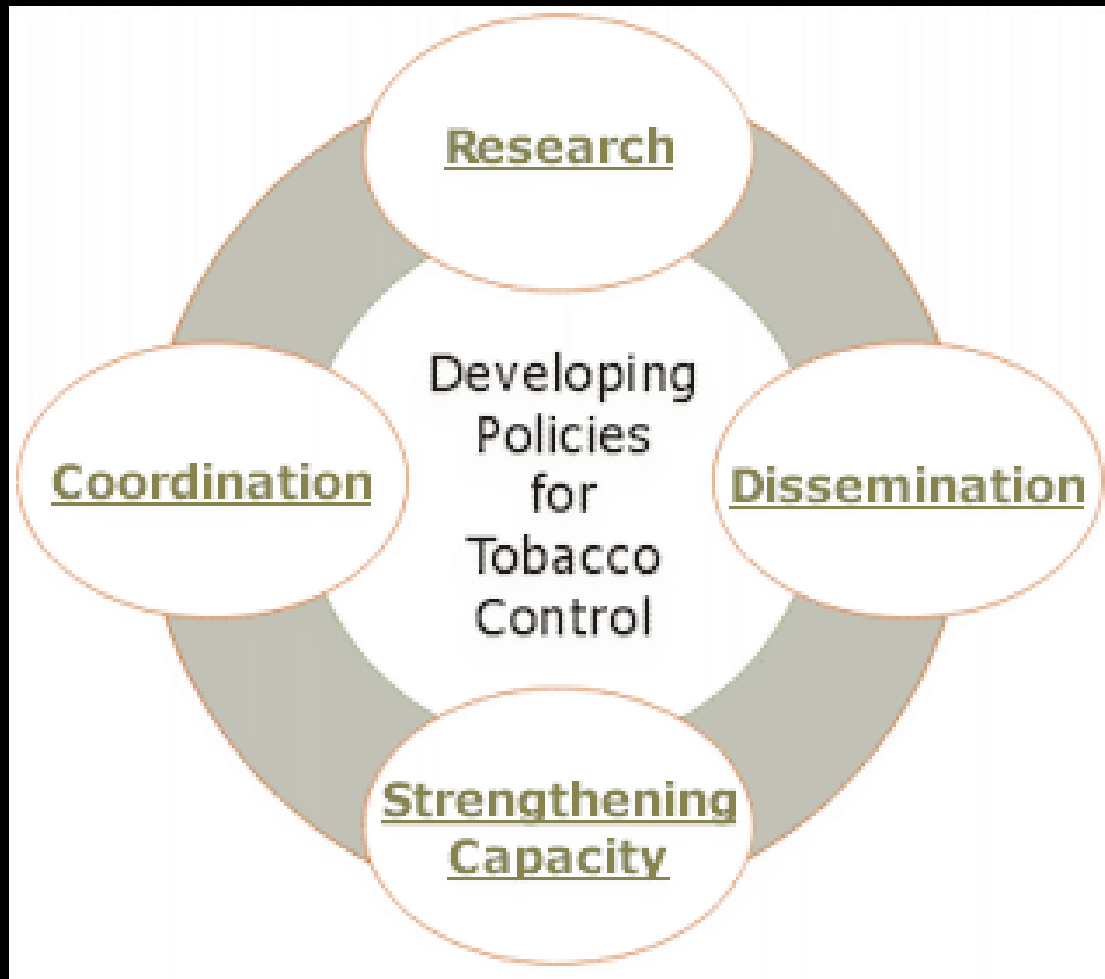 Research
Developing
Policies
for
Tobacco
Control
Coordination
Dissemination
Strengthening
Capacity